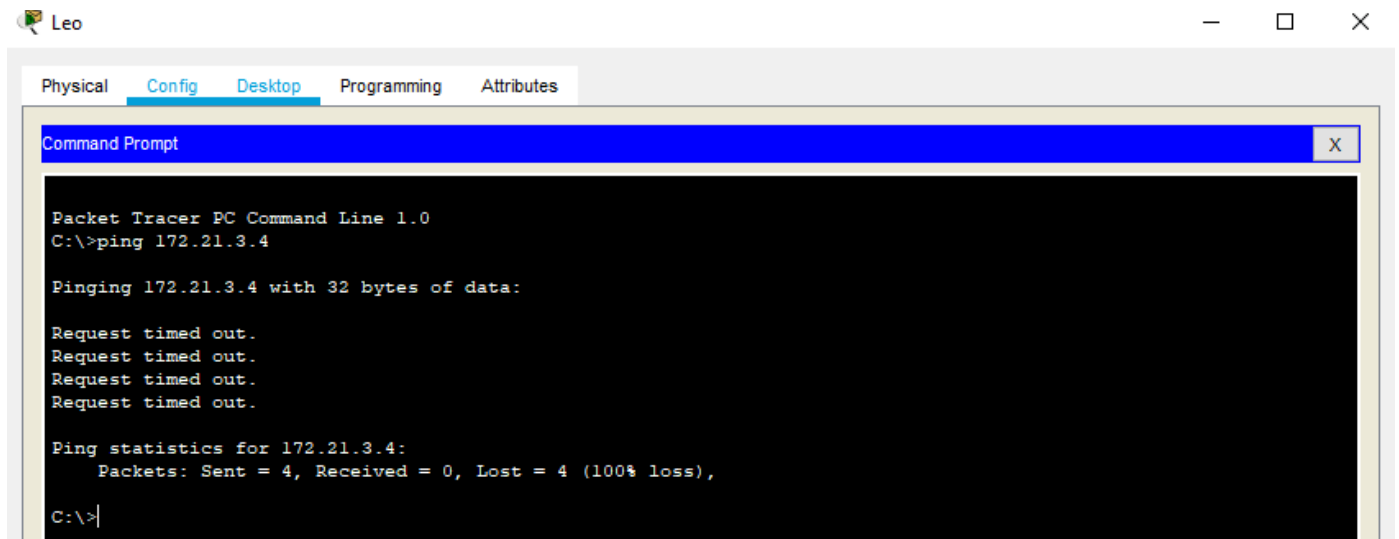 Leo
Physical Config Desktop Programming Attributes
Command Prompt
X
Packet Tracer PC Command Line 1.0
C:\>ping 172.21.3.4
Pinging 172.21.3.4 with 32 bytes of data:
Request timed out.
Request timed out.
Request timed out.
Request timed out.
Ping statistics for 172.21.3.4:
Packets: Sent = 4, Received = 0, Lost = 4 (100% loss),
C:\>